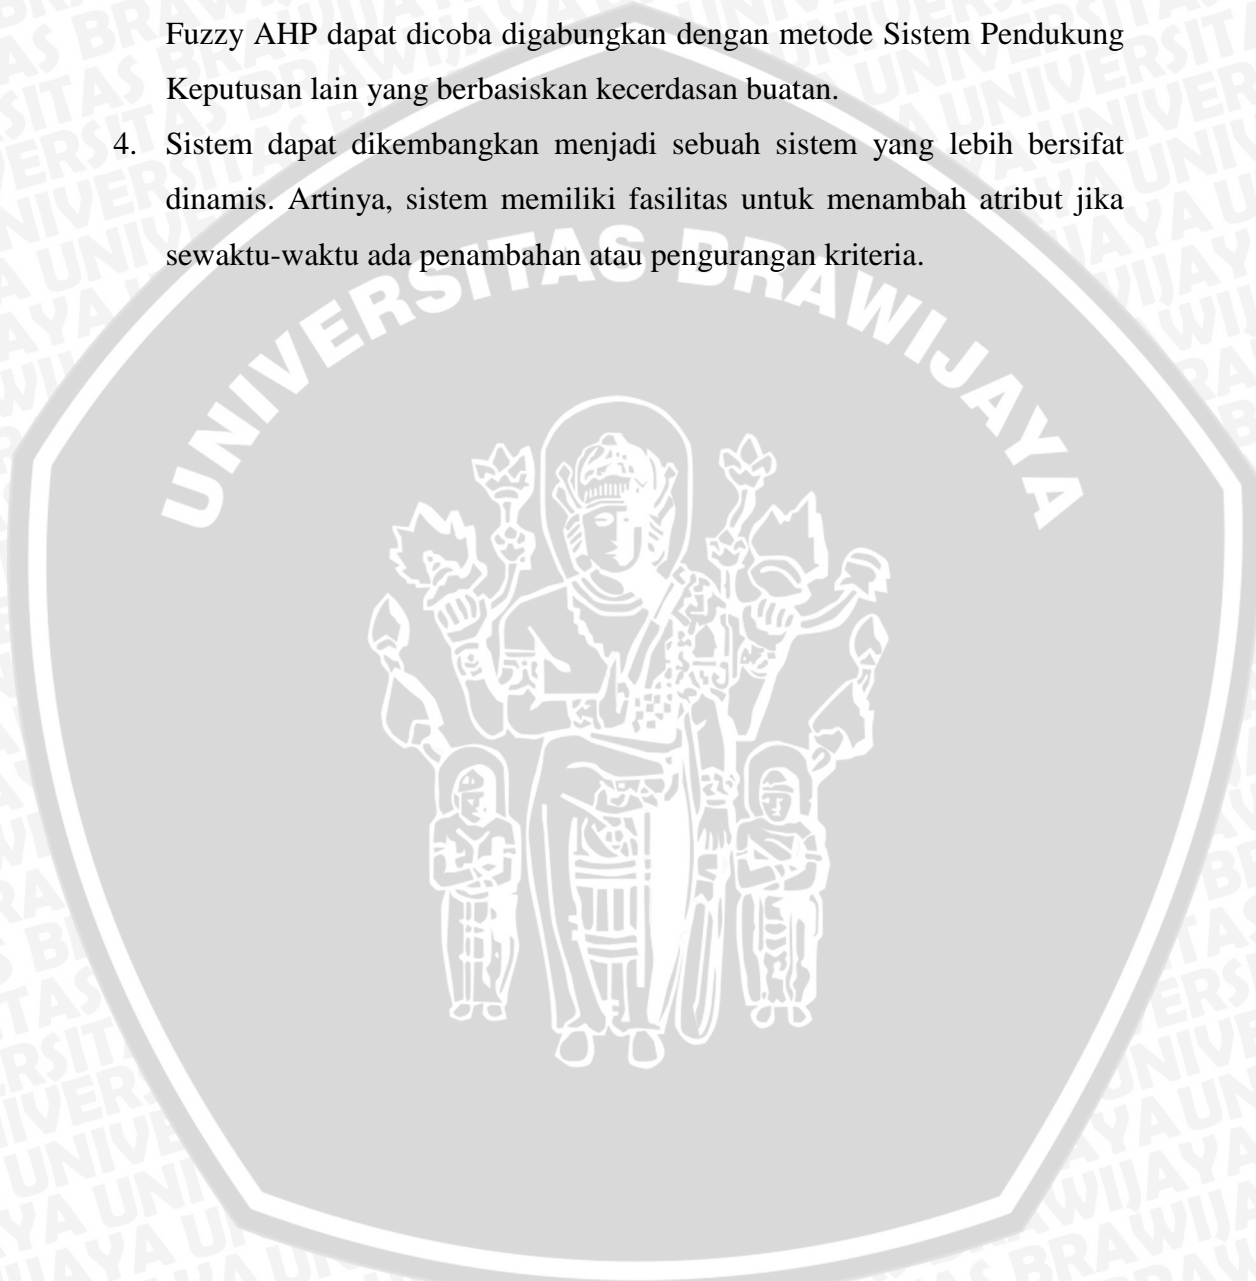 Fuzzy AHP dapat dicoba digabungkan dengan metode Sistem Pendukung
Keputusan lain yang berbasiskan kecerdasan buatan.
4. Sistem dapat dikembangkan menjadi sebuah sistem yang lebih bersifat
dinamis. Artinya, sistem memiliki fasilitas untuk menambah atribut jika
sewaktu-waktu ada penambahan atau pengurangan kriteria.
UNIVERSITAS BRAWIJAYA